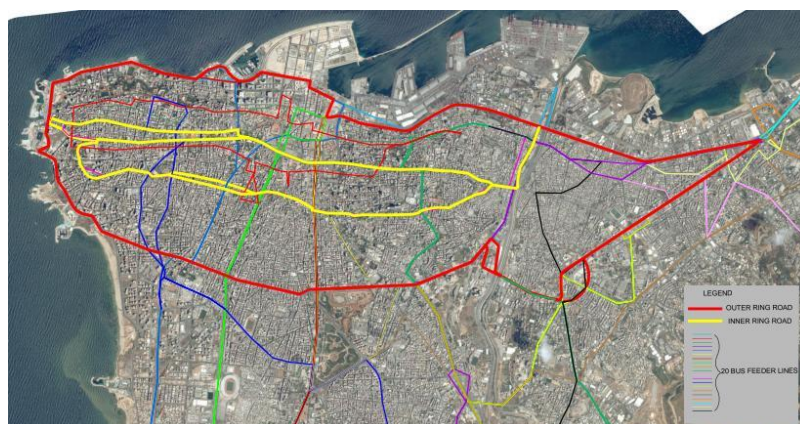 LEGEND
OUTER RING ROAD
INNER RING ROAD
20 BUS FEEDER LINES